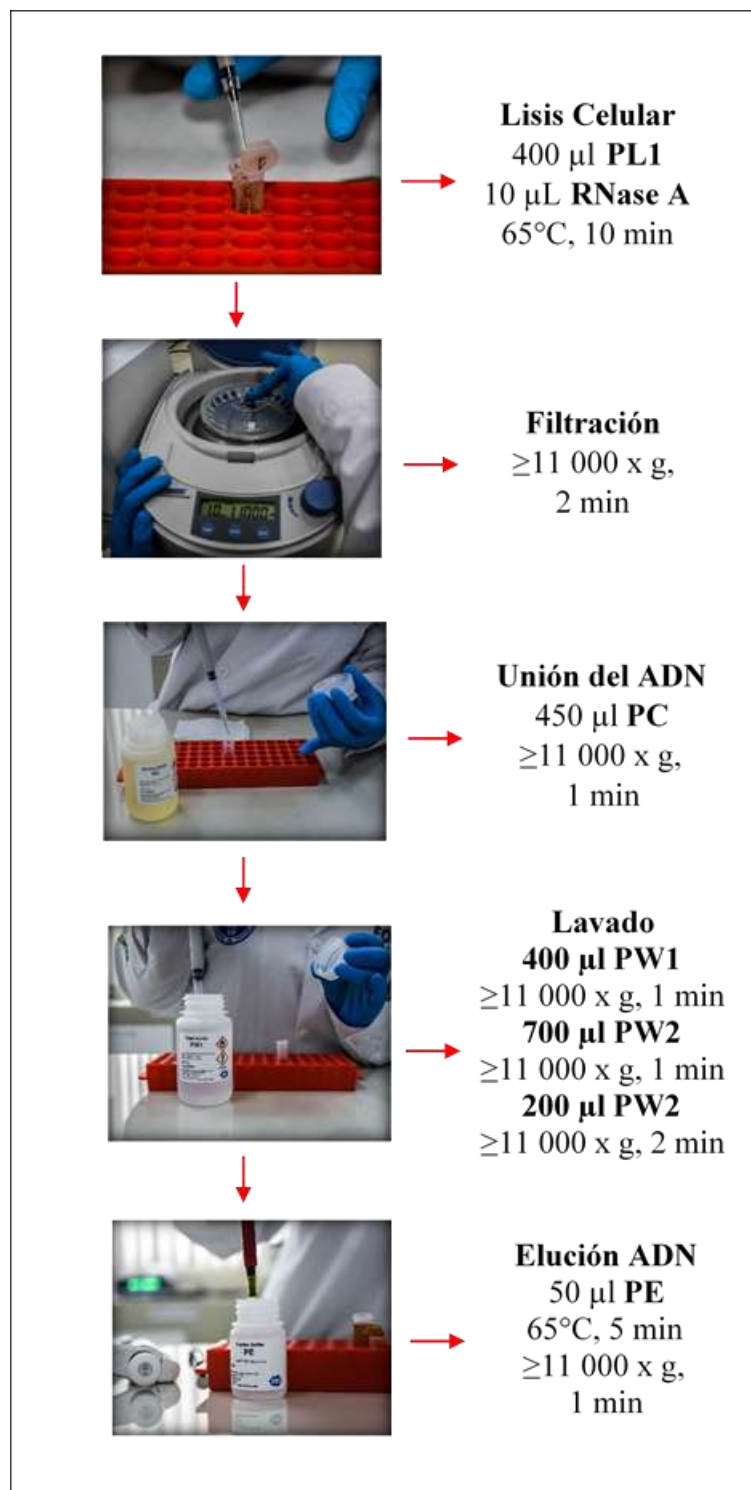 Lisis Celular
400 µl PL1
10 µL RNase A
65°C, 10 min
Filtración
≥11 000 x g,
2 min
Unión del ADN
450 µl PC
≥11 000 x g,
1 min
Lavado
400 µl PW1
≥11 000 x g, 1 min
700 µl PW2
≥11 000 x g, 1 min
200 µl PW2
≥11 000 x g, 2 min
PW1
Elución ADN
50 µl PE
65°C, 5 min
≥11 000 x g,
1 min
PE